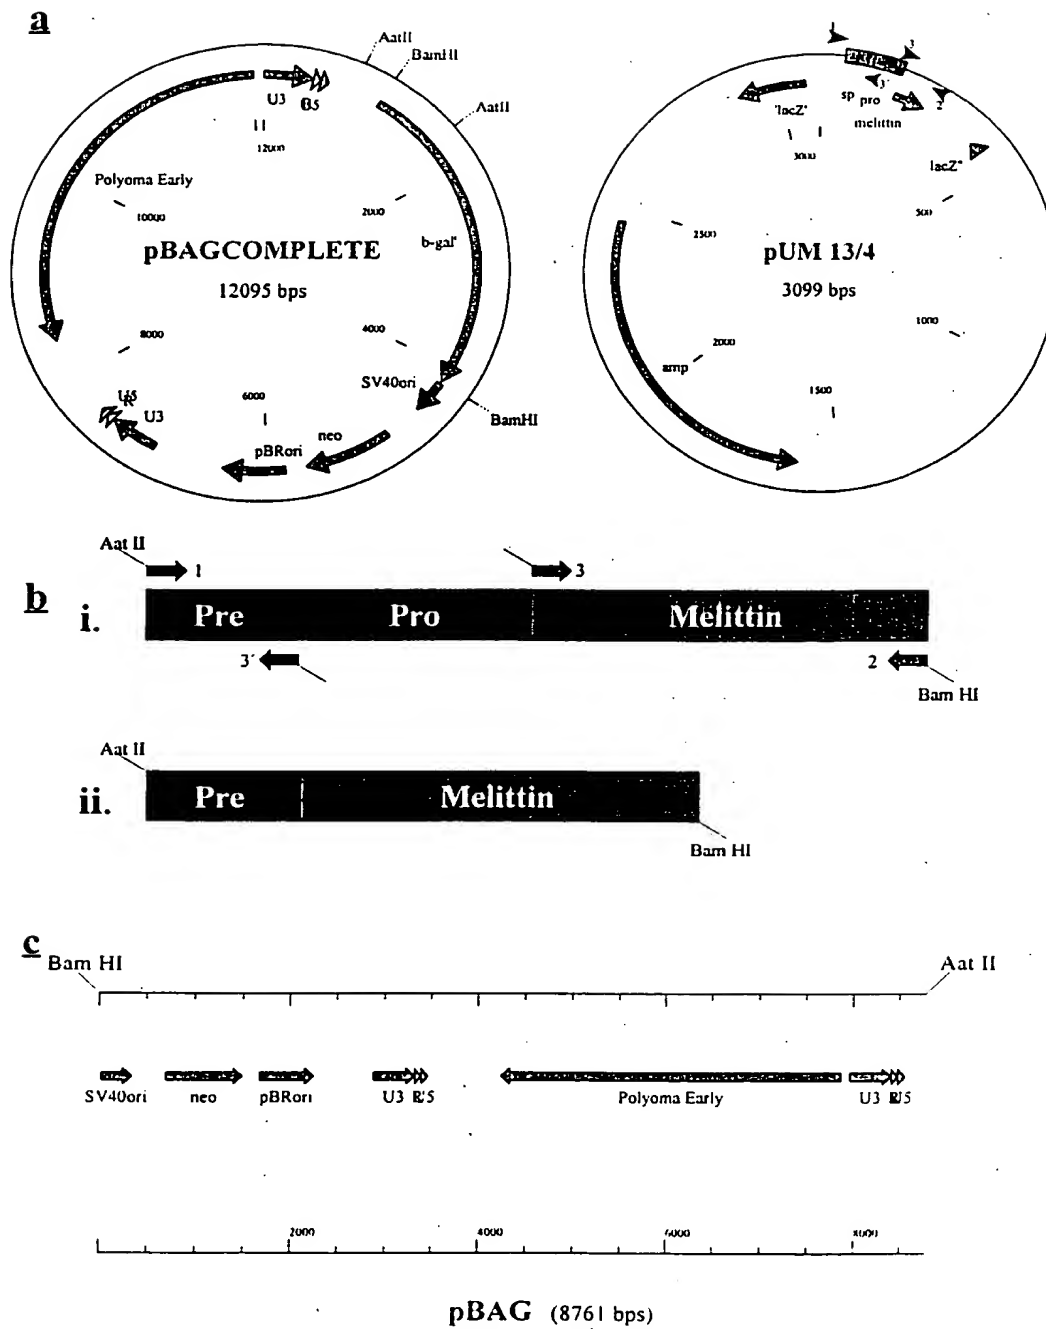 a
AatII
BamHI
AatII
U3
12000
Polyoma Early
10000
2000
b-gal'
pBAGCOMPLETE
12095 bps
8000
4000
SV40ori
6000
U5
R
U3
pBRori
neo
BamHI
3
3'
2
'lacZ'
sp
pro
melittin
3000
lacZ'
500
2500
pUM 13/4
3099 bps
1000
amp
2000
1500
b
i.
Aat II
1
3
Pre
Pro
Melittin
3'
2
Bam HI
Aat II
ii.
Pre
Melittin
Bam HI
c
Bam HI
Aat II
SV40ori
neo
pBRori
U3
Polyoma Early
U3
2000
4000
6000
8000
pBAG (8761 bps)